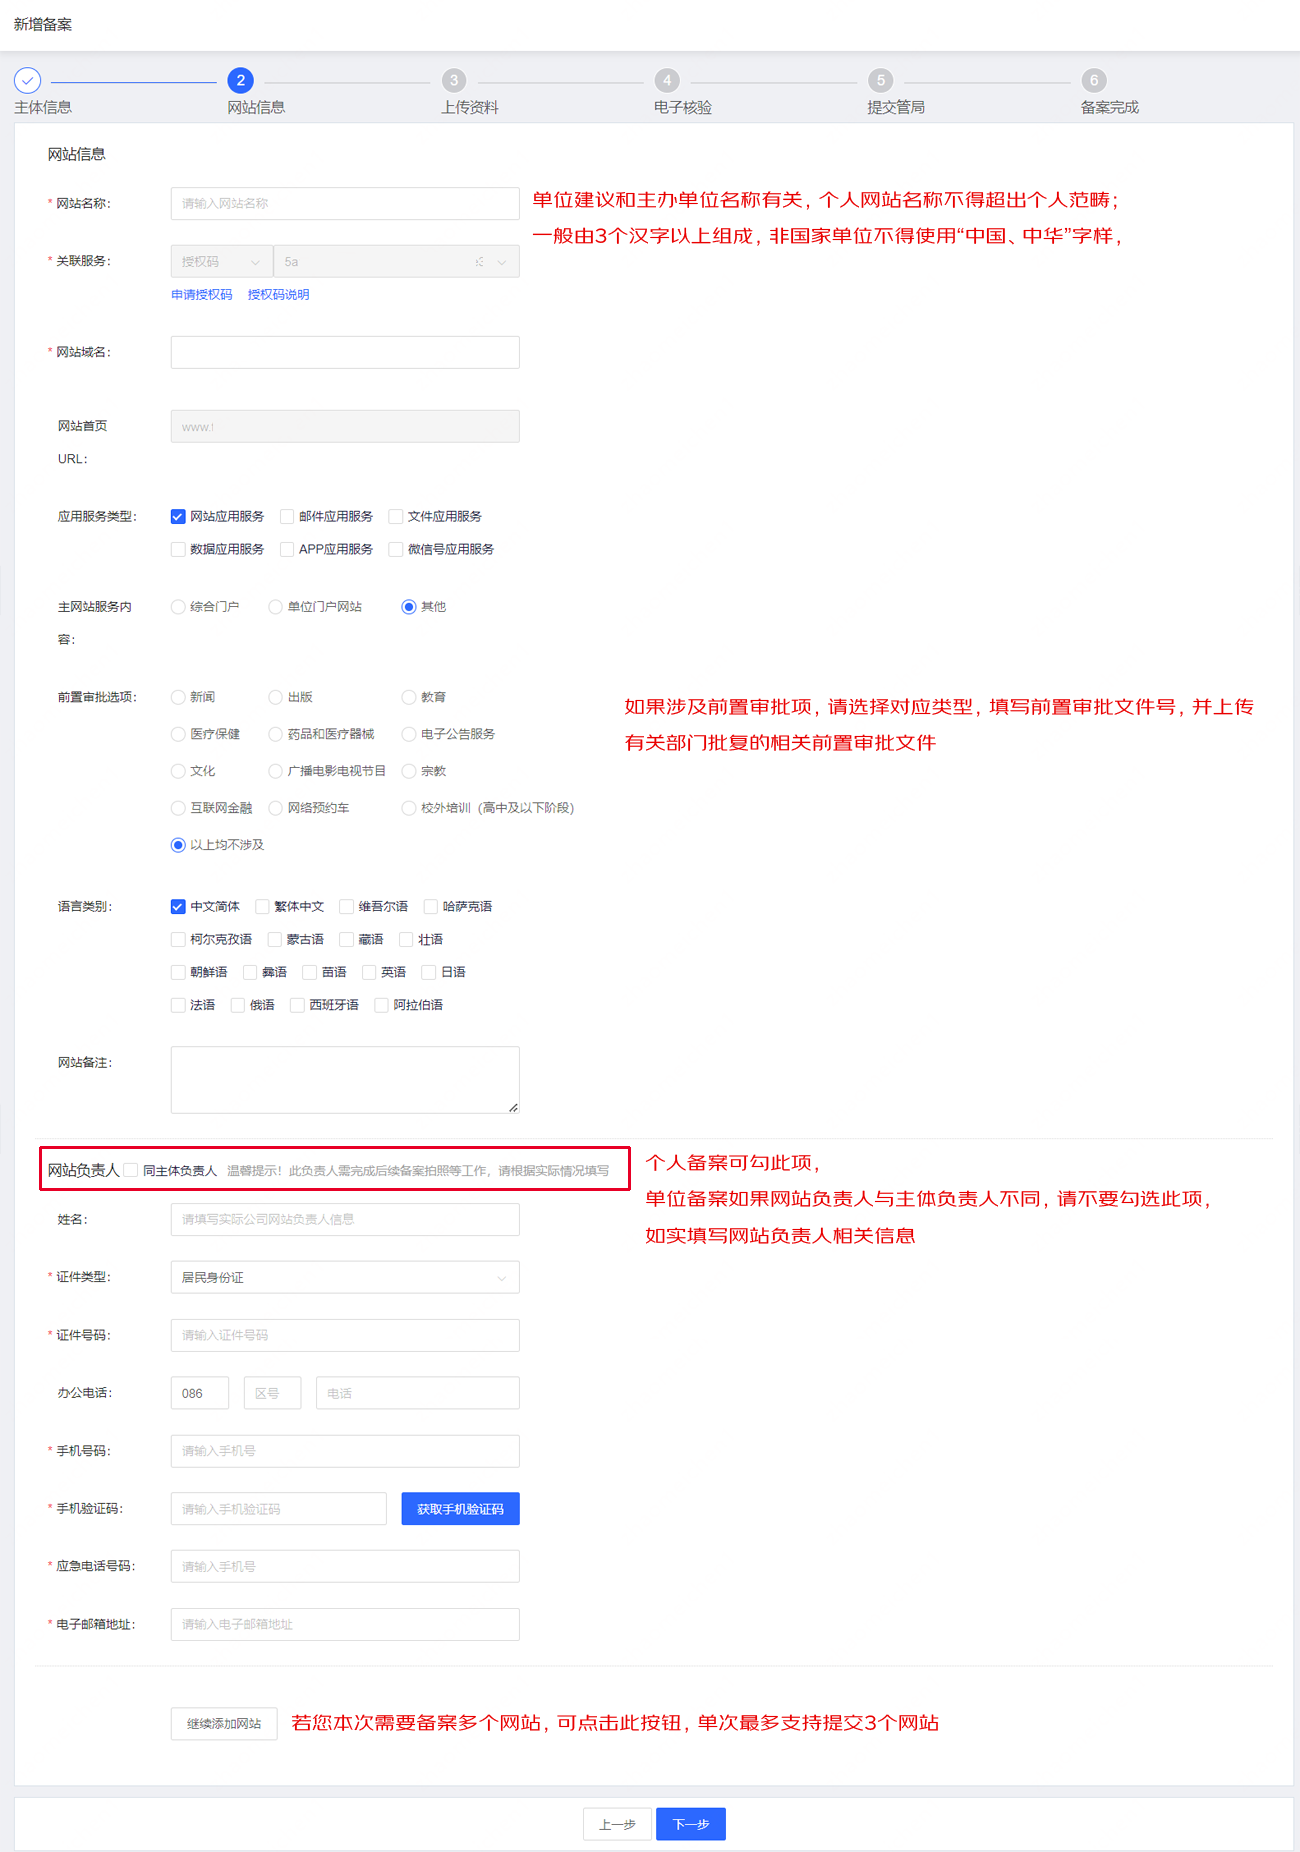 新增备案
2 3 4 5 6
主体信息 网站信息 上传资料 电子核验 提交管局 备案完成
网站信息
* 网站名称： 请输入网站名称
单位建议和主办单位名称有关，个人网站名称不得超出个人范畴；
一般由3个汉字以上组成，非国家单位不得使用“中国、中华”字样，
* 关联服务： 授权码 5a
申请授权码 授权码说明
* 网站域名：
网站首页 www.
URL：
应用服务类型： 网站应用服务 邮件应用服务 文件应用服务
数据应用服务 APP应用服务 微信号应用服务
主网站服务内 综合门户 单位门户网站 其他
容：
前置审批选项： 新闻 出版 教育
医疗保健 药品和医疗器械 电子公告服务
文化 广播电影电视节目 宗教
互联网金融 网络预约车 校外培训（高中及以下阶段）
以上均不涉及
如果涉及前置审批项，请选择对应类型，填写前置审批文件号，并上传
有关部门批复的相关前置审批文件
语言类别： 中文简体 繁体中文 维吾尔语 哈萨克语
柯尔克孜语 蒙古语 藏语 壮语
朝鲜语 彝语 苗语 英语 日语
法语 俄语 西班牙语 阿拉伯语
网站备注：
网站负责人 同主体负责人 温馨提示！此负责人需完成后续备案拍照等工作，请根据实际情况填写
个人备案可勾此项，
单位备案如果网站负责人与主体负责人不同，请不要勾选此项，
如实填写网站负责人相关信息
姓名： 请填写实际公司网站负责人信息
* 证件类型： 居民身份证
* 证件号码： 请输入证件号码
办公电话： 086 区号 电话
* 手机号码： 请输入手机号
* 手机验证码： 请输入手机验证码 获取手机验证码
* 应急电话号码： 请输入手机号
* 电子邮箱地址： 请输入电子邮箱地址
继续添加网站 若您本次需要备案多个网站，可点击此按钮，单次最多支持提交3个网站
上一步 下一步